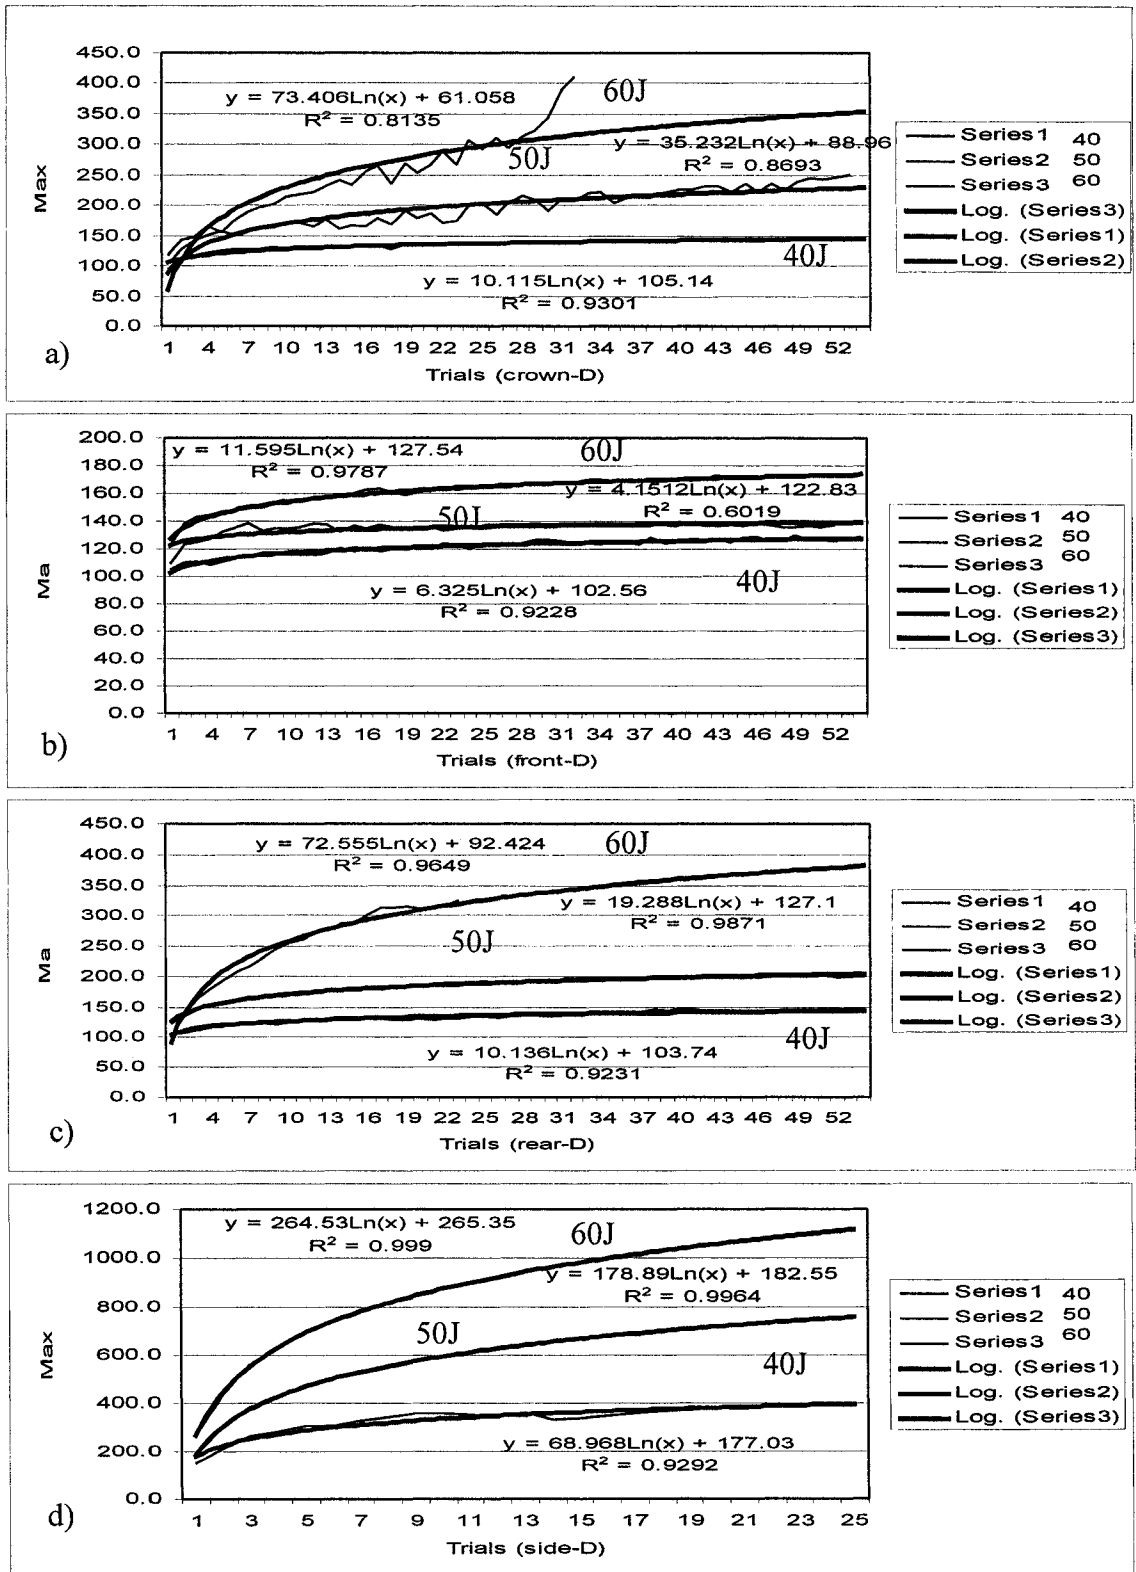 450.0
400.0
350.0
300.0
250.0
200.0
150.0
100.0
50.0
0.0
Max
y = 73.406Ln(x) + 61.058
R² = 0.8135
60J
50J
y = 35.232Ln(x) + 88.96
R² = 0.8693
40J
y = 10.115Ln(x) + 105.14
R² = 0.9301
1 4 7 10 13 16 19 22 25 28 31 34 37 40 43 46 49 52
Trials (crown-D)
a)
Series1 40
Series2 50
Series3 60
Log. (Series3)
Log. (Series1)
Log. (Series2)
200.0
180.0
160.0
140.0
120.0
100.0
80.0
60.0
40.0
20.0
0.0
Ma
y = 11.595Ln(x) + 127.54
R² = 0.9787
60J
y = 4.1512Ln(x) + 122.83
R² = 0.6019
50J
40J
y = 6.325Ln(x) + 102.56
R² = 0.9228
1 4 7 10 13 16 19 22 25 28 31 34 37 40 43 46 49 52
Trials (front-D)
b)
Series1 40
Series2 50
Series3 60
Log. (Series1)
Log. (Series2)
Log. (Series3)
450.0
400.0
350.0
300.0
250.0
200.0
150.0
100.0
50.0
0.0
Ma
y = 72.555Ln(x) + 92.424
R² = 0.9649
60J
y = 19.288Ln(x) + 127.1
R² = 0.9871
50J
40J
y = 10.136Ln(x) + 103.74
R² = 0.9231
1 4 7 10 13 16 19 22 25 28 31 34 37 40 43 46 49 52
Trials (rear-D)
c)
Series1 40
Series2 50
Series3 60
Log. (Series1)
Log. (Series2)
Log. (Series3)
1200.0
1000.0
800.0
600.0
400.0
200.0
0.0
Max
y = 264.53Ln(x) + 265.35
R² = 0.999
60J
y = 178.89Ln(x) + 182.55
R² = 0.9964
50J
40J
y = 68.968Ln(x) + 177.03
R² = 0.9292
1 3 5 7 9 11 13 15 17 19 21 23 25
Trials (side-D)
d)
Series1 40
Series2 50
Series3 60
Log. (Series1)
Log. (Series2)
Log. (Series3)